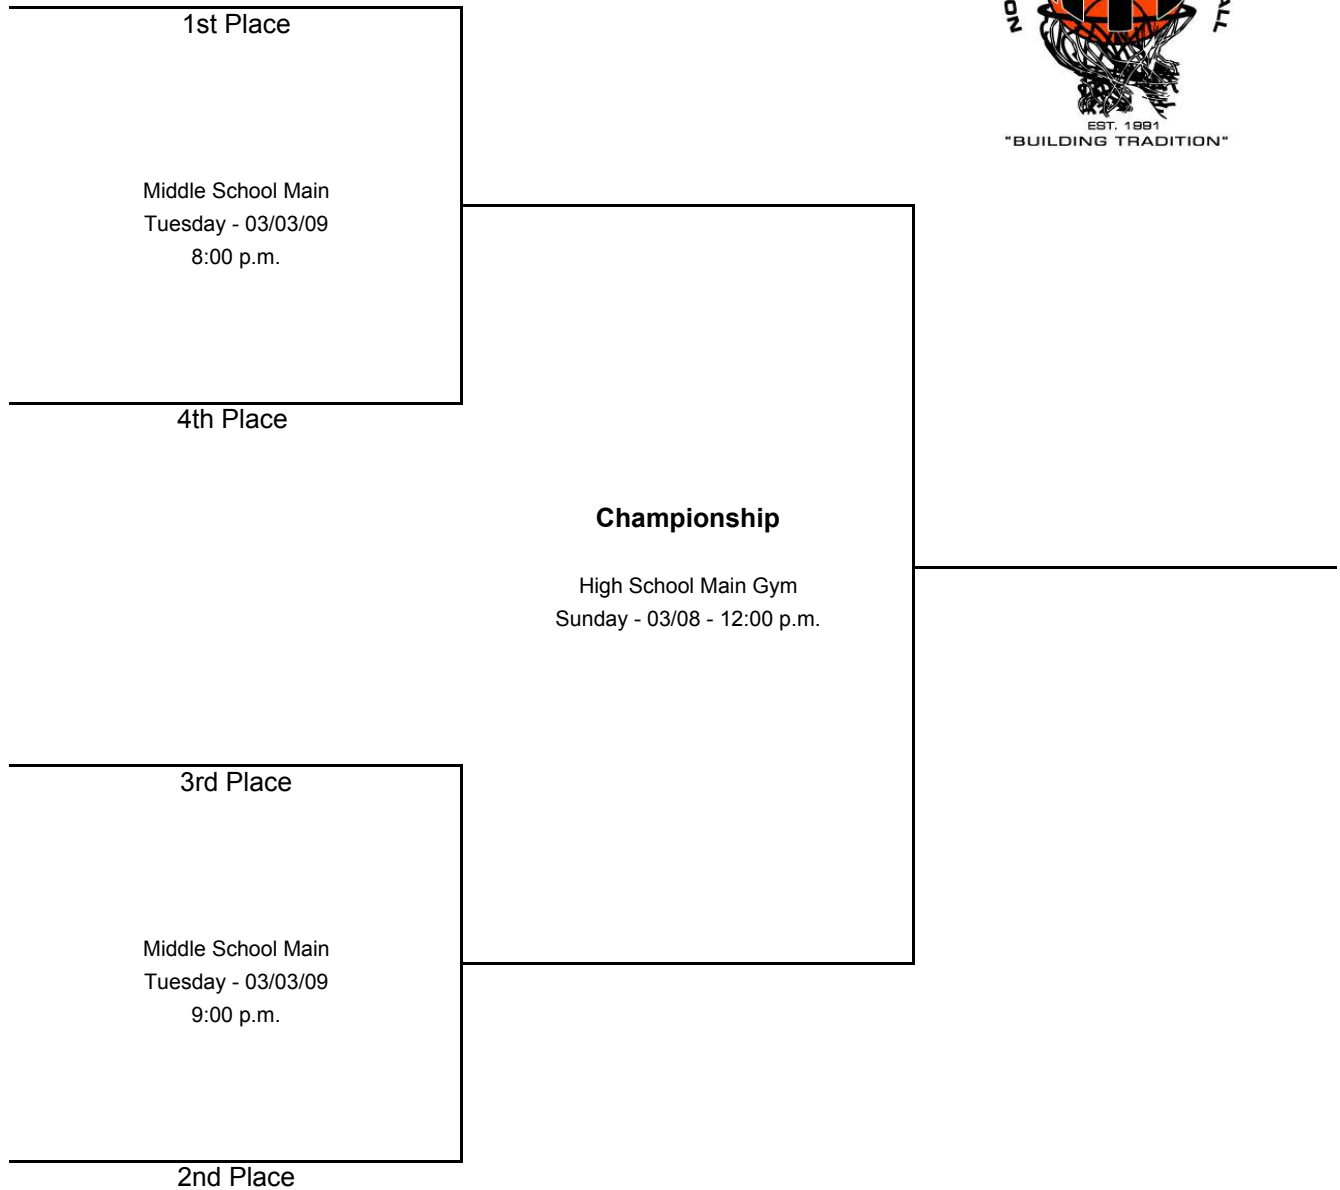 1st Place
EST. 1991
"BUILDING TRADITION"
Middle School Main
Tuesday - 03/03/09
8:00 p.m.
4th Place
Championship
High School Main Gym
Sunday - 03/08 - 12:00 p.m.
3rd Place
Middle School Main
Tuesday - 03/03/09
9:00 p.m.
2nd Place